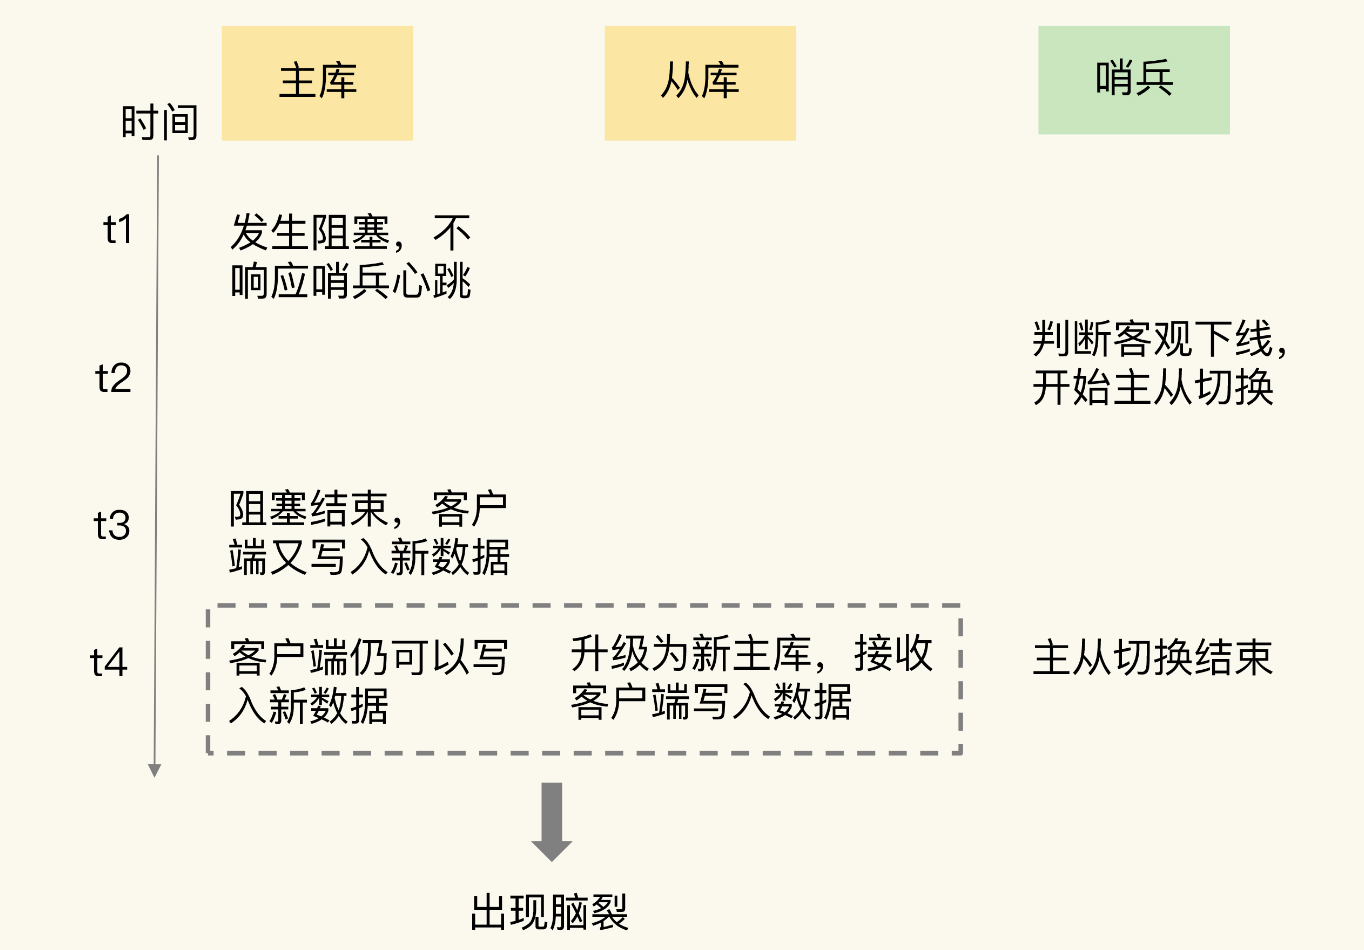 主库
从库
哨兵
时间
t1
发生阻塞，不
响应哨兵心跳
t2
判断客观下线，
开始主从切换
t3
阻塞结束，客户
端又写入新数据
t4
客户端仍可以写
入新数据
升级为新主库，接收
客户端写入数据
主从切换结束
出现脑裂